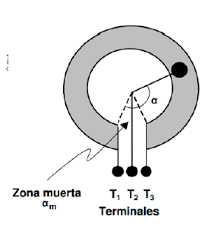 α
Zona muerta
αm
T1 T2 T3
Terminales